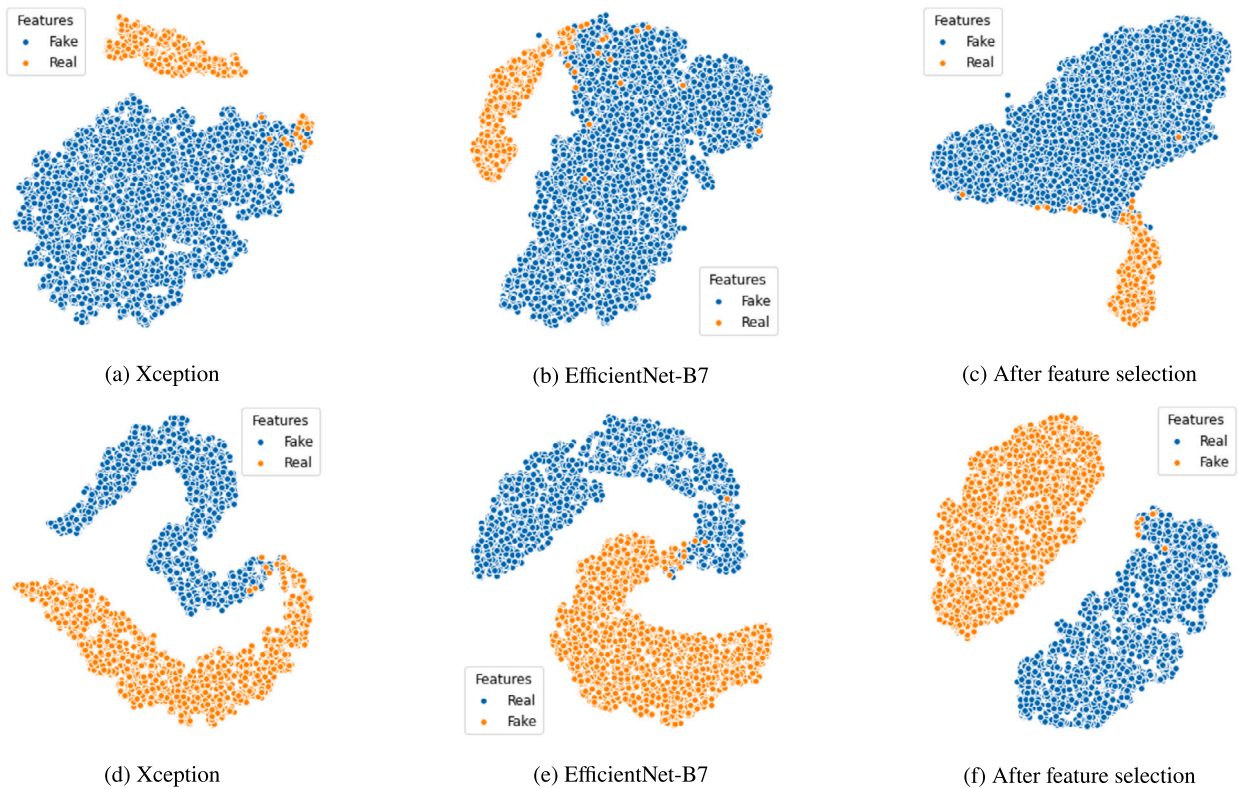 Features
Fake
Real
Features
Fake
Real
Features
Fake
Real
(a) Xception
(b) EfficientNet-B7
(c) After feature selection
Features
Fake
Real
Features
Real
Fake
Features
Real
Fake
(d) Xception
(e) EfficientNet-B7
(f) After feature selection